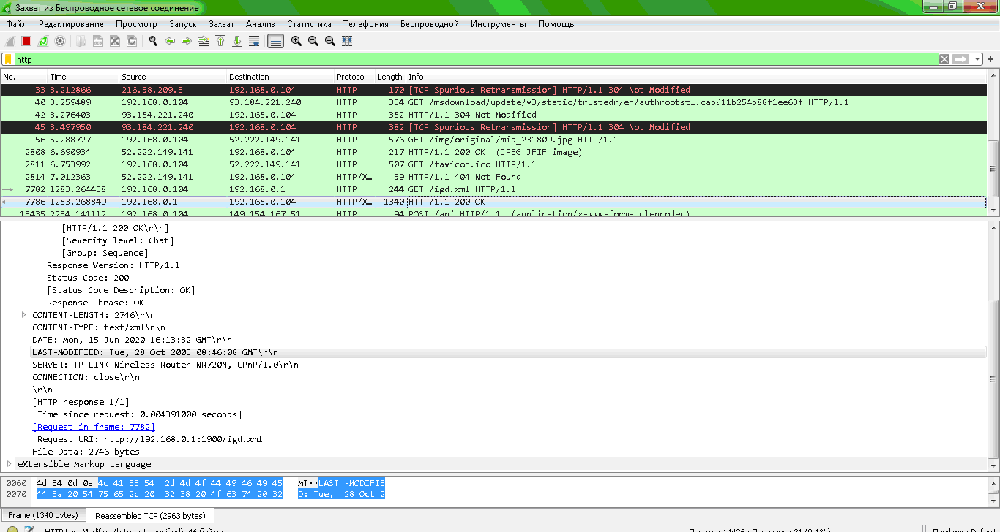 Захват из Беспроводное сетевое соединение
Файл Редактирование Просмотр Запуск Захват Анализ Статистика Телефония Беспроводной Инструменты Помощь
http
No. Time Source Destination Protocol Length Info
33 3.212866 216.58.209.3 192.168.0.104 HTTP 170 [TCP Spurious Retransmission] HTTP/1.1 304 Not Modified
40 3.259489 192.168.0.104 93.184.221.240 HTTP 334 GET /msdownload/update/v3/static/trustedr/en/authrootstl.cab?11b254b88f1ee63f HTTP/1.1
42 3.276403 93.184.221.240 192.168.0.104 HTTP 382 HTTP/1.1 304 Not Modified
45 3.497950 93.184.221.240 192.168.0.104 HTTP 382 [TCP Spurious Retransmission] HTTP/1.1 304 Not Modified
56 5.288727 192.168.0.104 52.222.149.141 HTTP 576 GET /img/original/mid_231809.jpg HTTP/1.1
2808 6.690934 52.222.149.141 192.168.0.104 HTTP 217 HTTP/1.1 200 OK (JPEG JFIF image)
2811 6.753992 192.168.0.104 52.222.149.141 HTTP 507 GET /favicon.ico HTTP/1.1
2814 7.012363 52.222.149.141 192.168.0.104 HTTP/X… 59 HTTP/1.1 404 Not Found
7782 1283.264458 192.168.0.104 192.168.0.1 HTTP 244 GET /igd.xml HTTP/1.1
7786 1283.268849 192.168.0.1 192.168.0.104 HTTP/X… 1340 HTTP/1.1 200 OK
13435 2234.141112 192.168.0.104 149.154.167.51 HTTP 94 POST /api HTTP/1.1 (application/x-www-form-urlencoded)
[HTTP/1.1 200 OK\r\n]
[Severity level: Chat]
[Group: Sequence]
Response Version: HTTP/1.1
Status Code: 200
[Status Code Description: OK]
Response Phrase: OK
CONTENT-LENGTH: 2746\r\n
CONTENT-TYPE: text/xml\r\n
DATE: Mon, 15 Jun 2020 16:13:32 GMT\r\n
LAST-MODIFIED: Tue, 28 Oct 2003 08:46:08 GMT\r\n
SERVER: TP-LINK Wireless Router WR720N, UPnP/1.0\r\n
CONNECTION: close\r\n
\r\n
[HTTP response 1/1]
[Time since request: 0.004391000 seconds]
[Request in frame: 7782]
[Request URI: http://192.168.0.1:1900/igd.xml]
File Data: 2746 bytes
eXtensible Markup Language
0060 4d 54 0d 0a 4c 41 53 54 2d 4d 4f 44 49 46 49 45 MT··LAST -MODIFIE
0070 44 3a 20 54 75 65 2c 20 32 38 20 4f 63 74 20 32 D: Tue, 28 Oct 2
Frame (1340 bytes) Reassembled TCP (2963 bytes)
HTTP Last Modified (http.last_modified), 46 байты Пакеты: 14426 · Показаны: 21 (0.1%) Профиль: Default